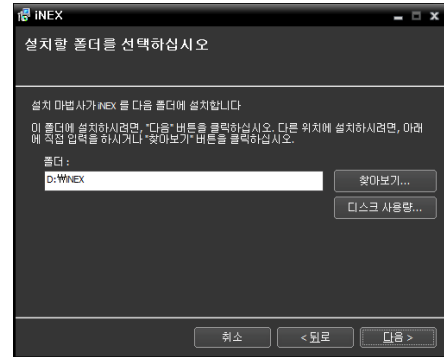 iNEX
설치할 폴더를 선택하십시오
설치 마법사가 iNEX 를 다음 폴더에 설치합니다
이 폴더에 설치하시려면, "다음" 버튼을 클릭하십시오. 다른 위치에 설치하시려면, 아래
에 직접 입력을 하시거나 "찾아보기" 버튼을 클릭하십시오.
폴더 :
D:₩iNEX
찾아보기...
디스크 사용량...
취소
< 뒤로
다음 >